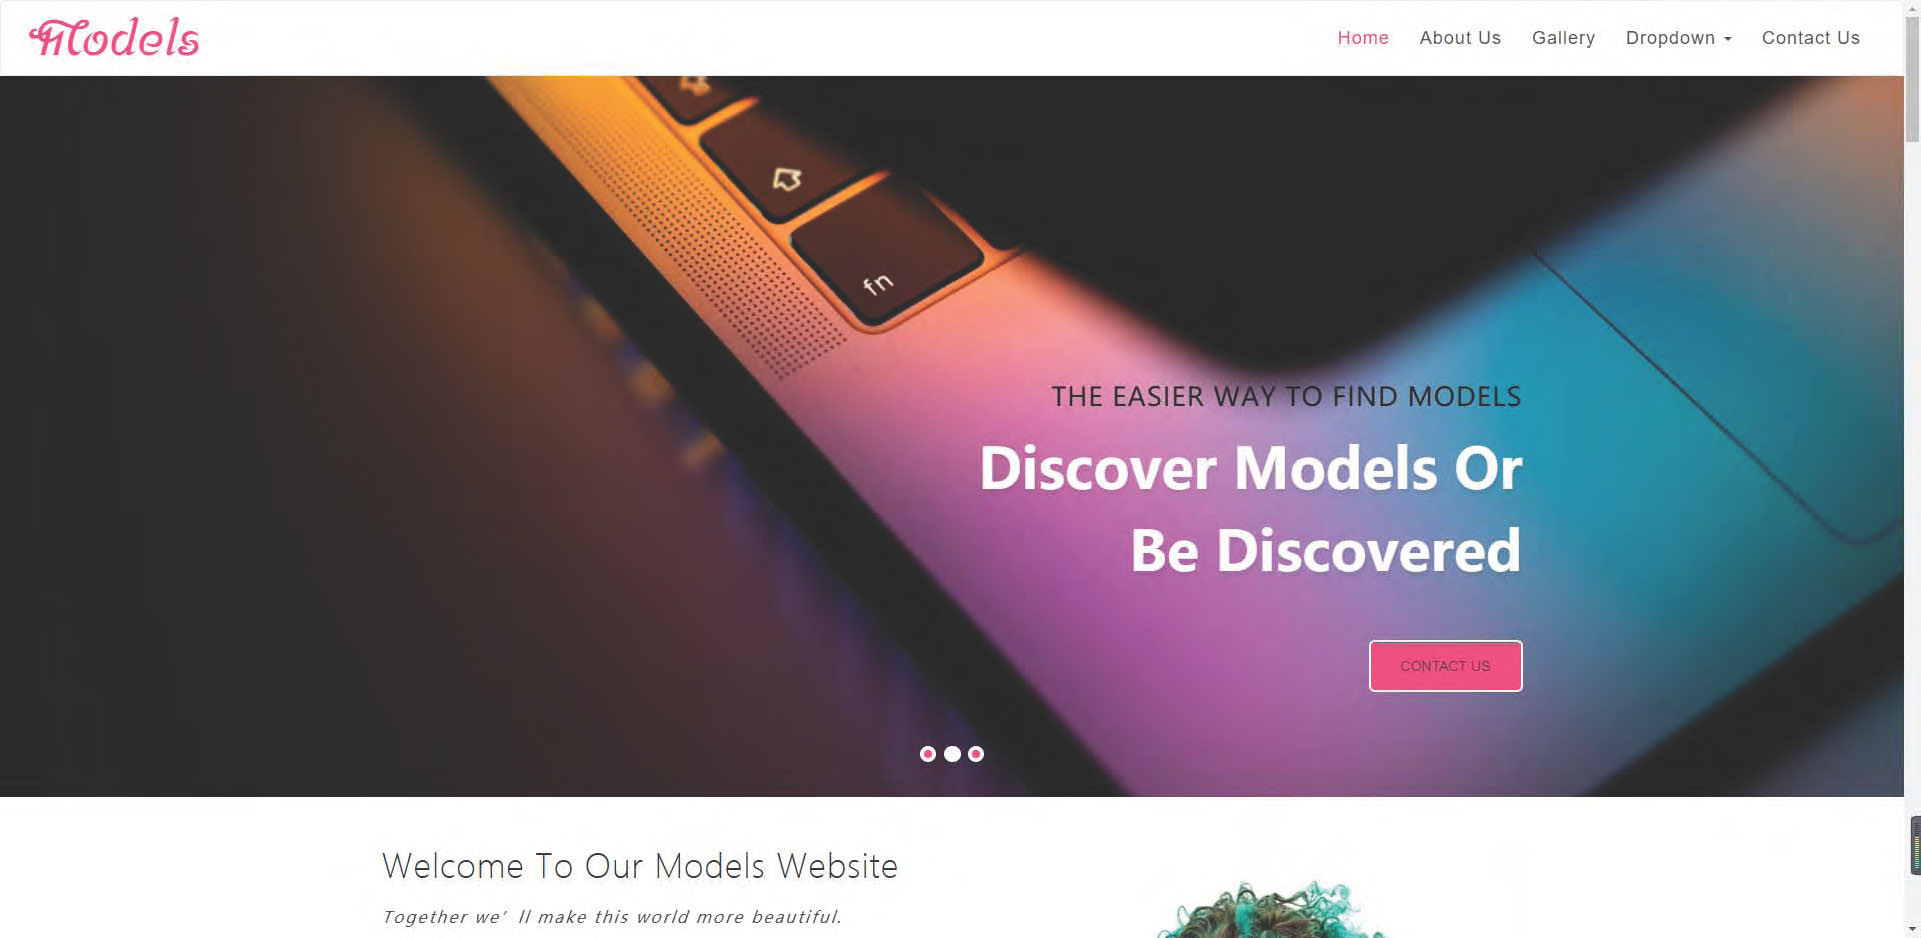 Models
Home About Us Gallery Dropdown Contact Us
fn
THE EASIER WAY TO FIND MODELS
Discover Models Or
Be Discovered
CONTACT US
Welcome To Our Models Website
Together we’ ll make this world more beautiful.